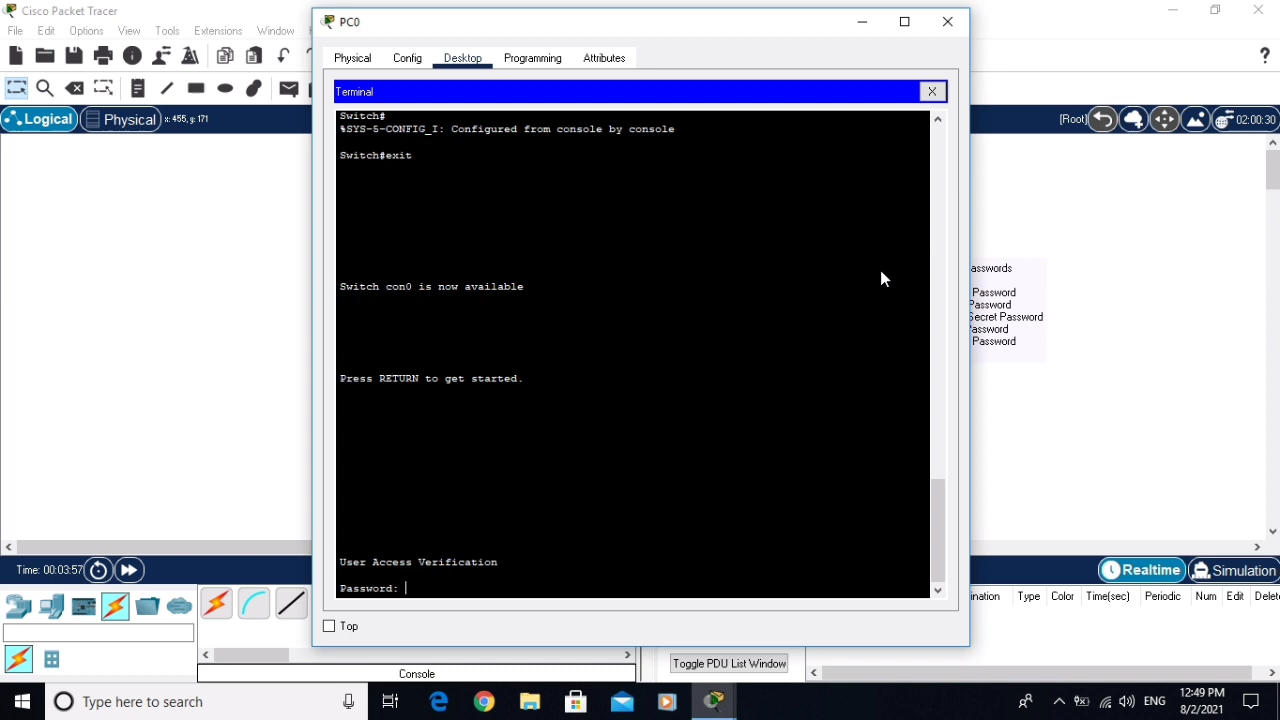 Cisco Packet Tracer
File Edit Options View Tools Extensions Window
Logical
Physical
x: 455, y: 171
[Root]
02:00:30
PC0
Physical Config Desktop Programming Attributes
Terminal
X
Switch#
%SYS-5-CONFIG_I: Configured from console by console
Switch#exit
Switch con0 is now available
Press RETURN to get started.
User Access Verification
Password:
Top
asswords
Password
Password
Secret Password
assword
Password
Time: 00:03:57
Realtime
Simulation
ination Type Color Time(sec) Periodic Num Edit Delet
Console
Toggle PDU List Window
Type here to search
ENG
12:49 PM
8/2/2021